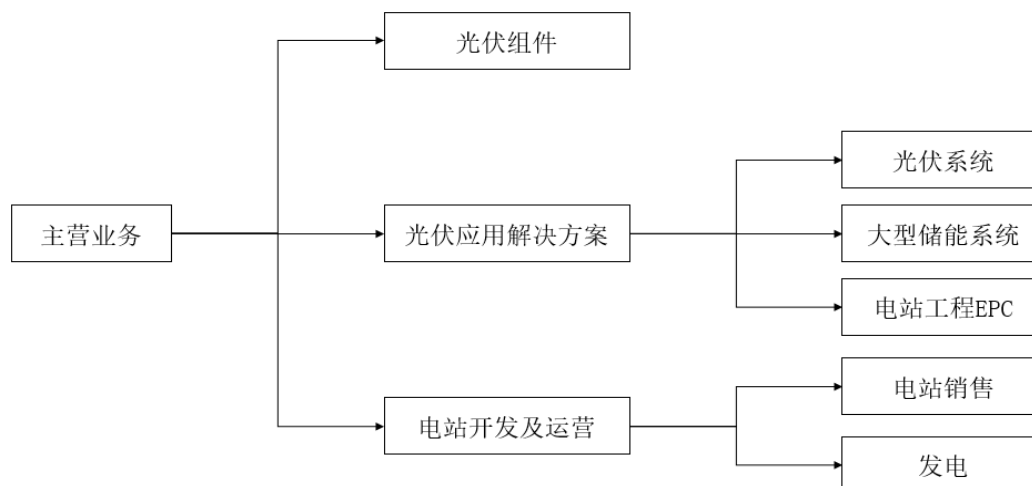 光伏组件
光伏系统
主营业务
光伏应用解决方案
大型储能系统
电站工程EPC
电站销售
电站开发及运营
发电